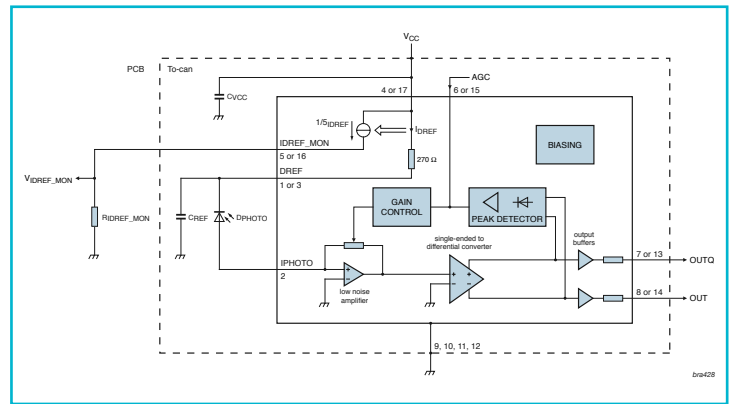 VCC
PCB
To-can
AGC
4 or 17
6 or 15
CVCC
1/5IDREF
IDREF
BIASING
IDREF_MON
5 or 16
270 Ω
VIDREF_MON
DREF
1 or 3
RIDREF_MON
CREF
DPHOTO
GAIN
CONTROL
PEAK DETECTOR
single-ended to
differential converter
output
buffers
7 or 13
OUTQ
IPHOTO
2
low noise
amplifier
8 or 14
OUT
9, 10, 11, 12
bra428